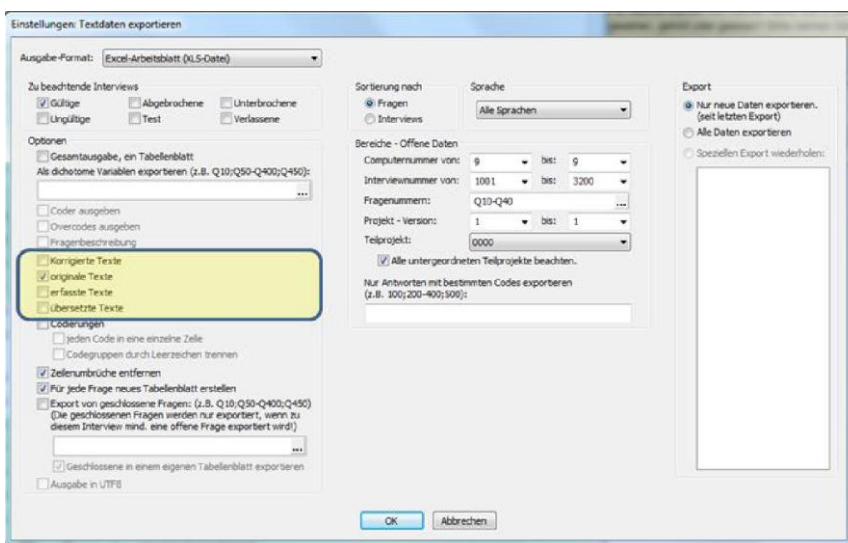 Einstellungen: Textdaten exportieren
Ausgabe-Format:
Excel-Arbeitsblatt (XLS-Datei)
Zu beachtende Interviews
Gültige
Abgebrochene
Unterbrochene
Ungültige
Test
Verlassene
Optionen
Gesamtausgabe, ein Tabellenblatt
Als dichotome Variablen exportieren (z.B. Q10;Q50-Q400;Q450):
...
Coder ausgeben
Overcodes ausgeben
Fragenbeschreibung
Korrigierte Texte
originale Texte
erfasste Texte
übersetzte Texte
Codierungen
jeden Code in eine einzelne Zelle
Codegruppen durch Leerzeichen trennen
Zeilenumbrüche entfernen
Für jede Frage neues Tabellenblatt erstellen
Export von geschlossene Fragen: (z.B. Q10;Q50-Q400;Q450)
(Die geschlossenen Fragen werden nur exportiert, wenn zu
diesem Interview mind. eine offene Frage exportiert wird!)
...
Geschlossene in einem eigenen Tabellenblatt exportieren
Ausgabe in UTF8
Sortierung nach
Fragen
Interviews
Sprache
Alle Sprachen
Bereiche - Offene Daten
Computernummer von: 9 bis: 9
Interviewnummer von: 1001 bis: 3200
Fragenummern: Q10-Q40 ...
Projekt - Version: 1 bis: 1
Teilprojekt: 0000
Alle untergeordneten Teilprojekte beachten.
Nur Antworten mit bestimmten Codes exportieren
(z.B. 100;200-400;500):
Export
Nur neue Daten exportieren.
(seit letzten Export)
Alle Daten exportieren
Speziellen Export wiederholen:
OK
Abbrechen